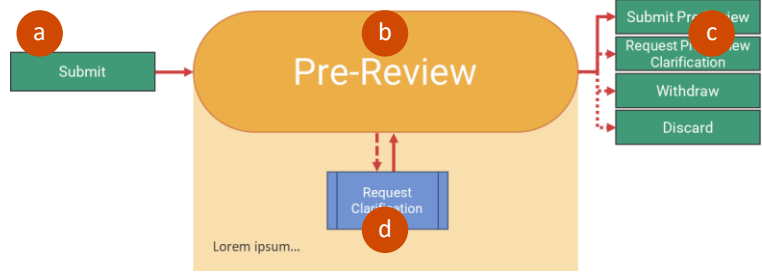 a
Submit
b
Pre-Review
Request
Clarification
d
Lorem ipsum...
c
Submit Pre-Review
Request Pre-Review
Clarification
Withdraw
Discard